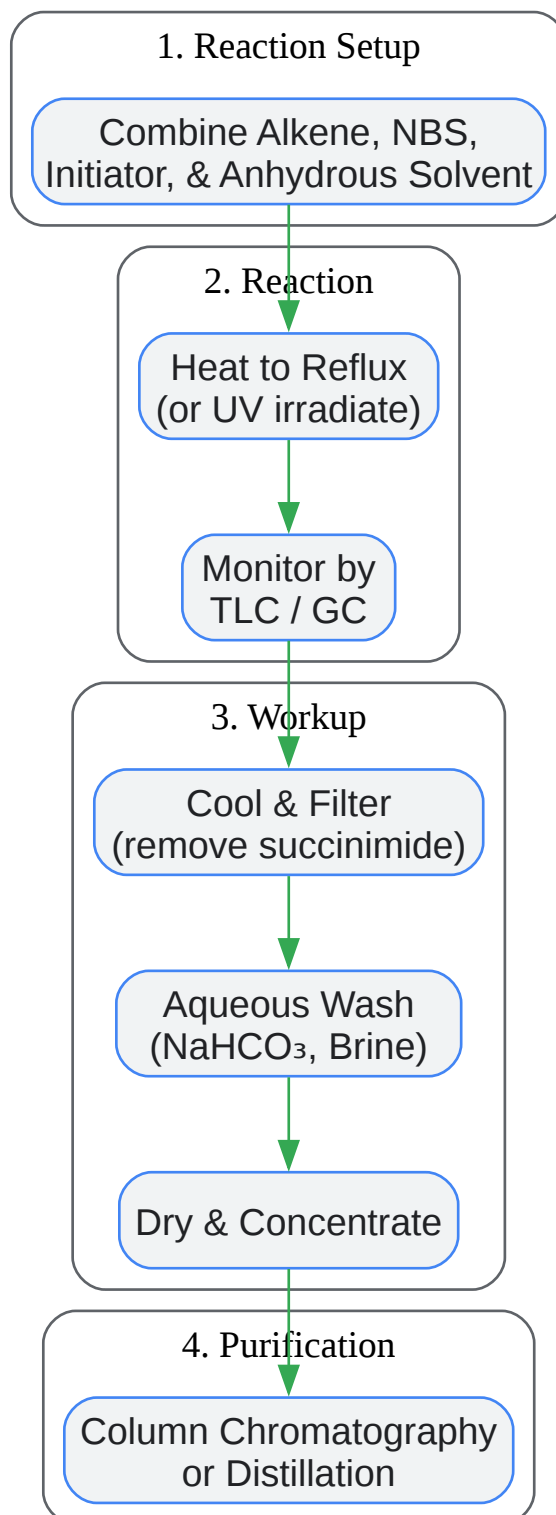 1. Reaction Setup
Combine Alkene, NBS,
Initiator, & Anhydrous Solvent
2. Reaction
Heat to Reflux
(or UV irradiate)
Monitor by
TLC / GC
3. Workup
Cool & Filter
(remove succinimide)
Aqueous Wash
(NaHCO₃, Brine)
Dry & Concentrate
4. Purification
Column Chromatography
or Distillation